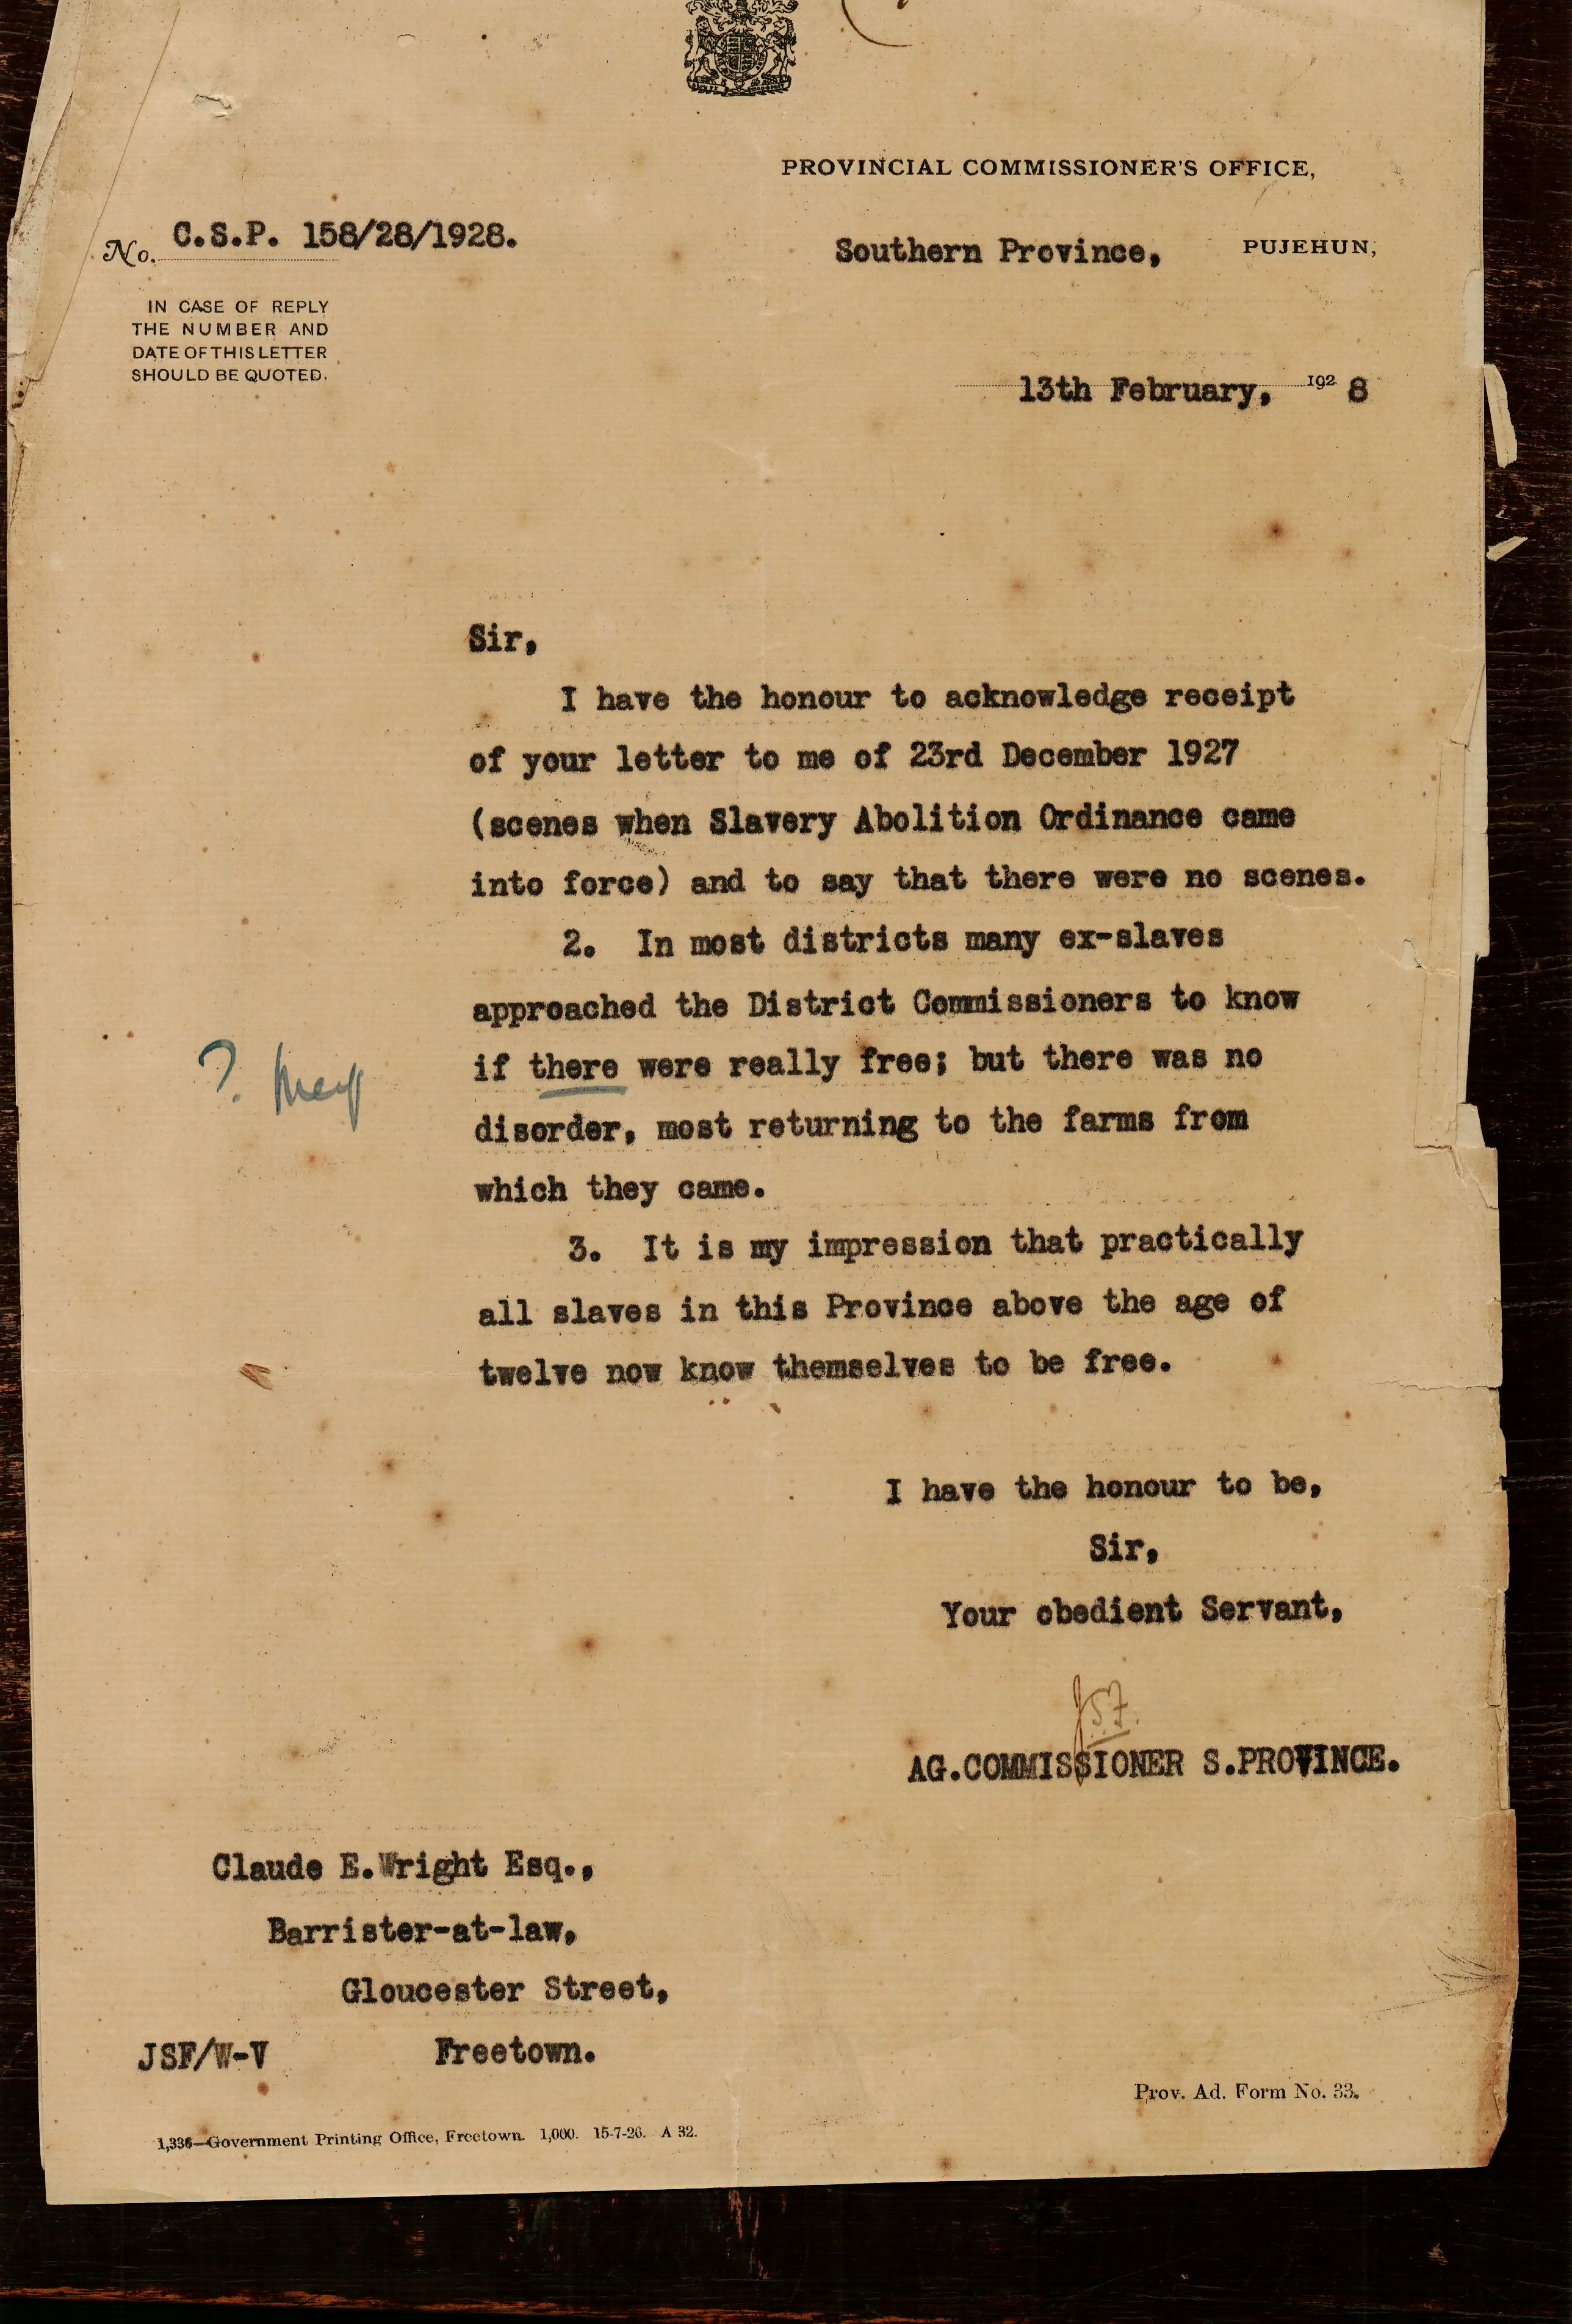 PROVINCIAL COMMISSIONER'S OFFICE,
No. C.S.P. 158/28/1928.
Southern Province, PUJEHUN,
IN CASE OF REPLY
THE NUMBER AND
DATE OF THIS LETTER
SHOULD BE QUOTED.
13th February, 192 8
Sir,
I have the honour to acknowledge receipt
of your letter to me of 23rd December 1927
(scenes when Slavery Abolition Ordinance came
into force) and to say that there were no scenes.
2. In most districts many ex-slaves
approached the District Commissioners to know
if there were really free; but there was no
? they
disorder, most returning to the farms from
which they came.
3. It is my impression that practically
all slaves in this Province above the age of
twelve now know themselves to be free.
I have the honour to be,
Sir,
Your obedient Servant,
JSF.
AG.COMMISSIONER S.PROVINCE.
Claude E.Wright Esq.,
Barrister-at-law,
Gloucester Street,
JSF/W-V Freetown.
Prov. Ad. Form No. 33.
1,336—Government Printing Office, Freetown. 1,000. 15-7-26. A 32.